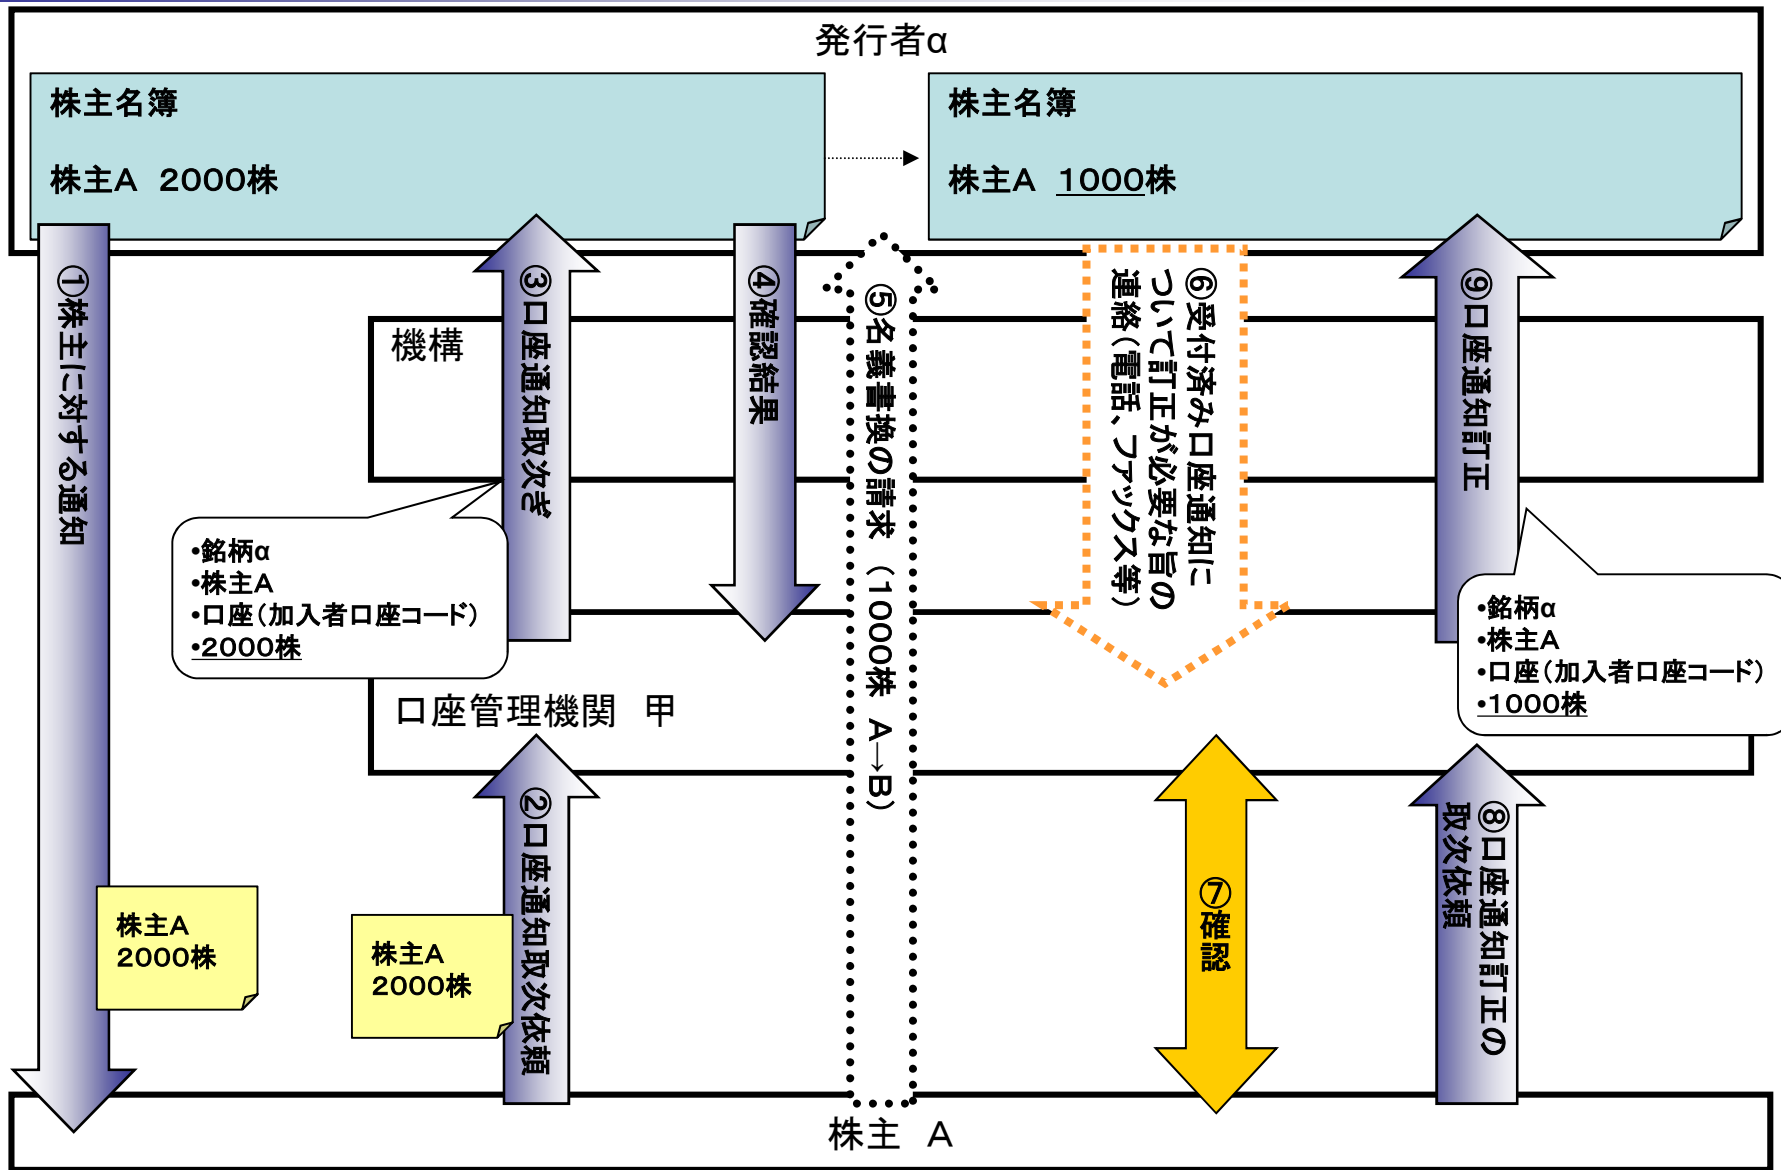 発行者α
株主名簿
株主A　2000株
株主名簿
株主A　1000株
①株主に対する通知
③口座通知取次ぎ
④確認結果
⑤名義書換の請求　（1000株　A→B）
⑥受付済み口座通知に
ついて訂正が必要な旨の
連絡（電話、ファックス等）
⑨口座通知訂正
機構
•銘柄α
•株主A
•口座（加入者口座コード）
•2000株
•銘柄α
•株主A
•口座（加入者口座コード）
•1000株
口座管理機関　甲
②口座通知取次依頼
⑦確認
⑧口座通知訂正の
取次依頼
株主A
2000株
株主A
2000株
株主　A